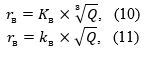 r_в = K_в × ∛Q, (10)
r_в = k_в × √Q, (11)